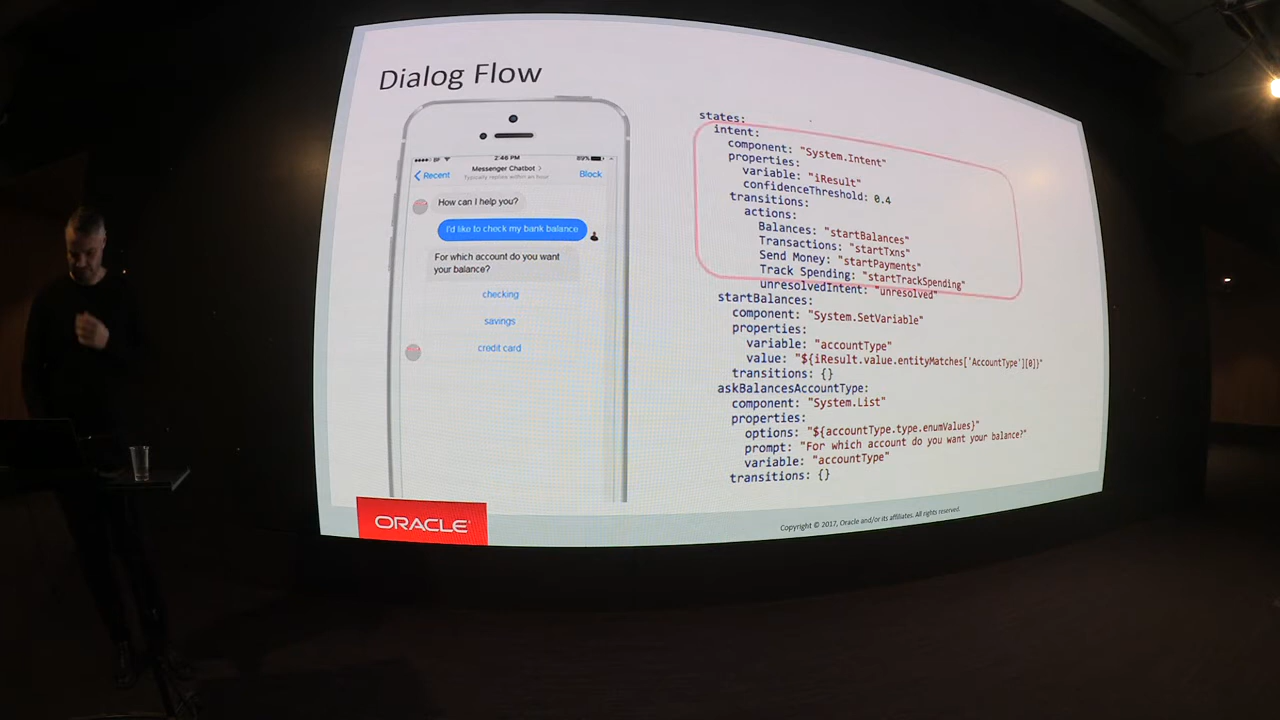 Dialog Flow
2:46 PM
89%
Recent
Messenger Chatbot >
Typically replies within an hour
Block
How can I help you?
I'd like to check my bank balance
For which account do you want
your balance?
checking
savings
credit card
states:
intent:
component: "System.Intent"
properties:
variable: "iResult"
confidenceThreshold: 0.4
transitions:
actions:
Balances: "startBalances"
Transactions: "startTxns"
Send Money: "startPayments"
Track Spending: "startTrackSpending"
unresolvedIntent: "unresolved"
startBalances:
component: "System.SetVariable"
properties:
variable: "accountType"
value: "${iResult.value.entityMatches['AccountType'][0]}"
transitions: {}
askBalancesAccountType:
component: "System.List"
properties:
options: "${accountType.type.enumValues}"
prompt: "For which account do you want your balance?"
variable: "accountType"
transitions: {}
ORACLE
Copyright © 2017, Oracle and/or its affiliates. All rights reserved.